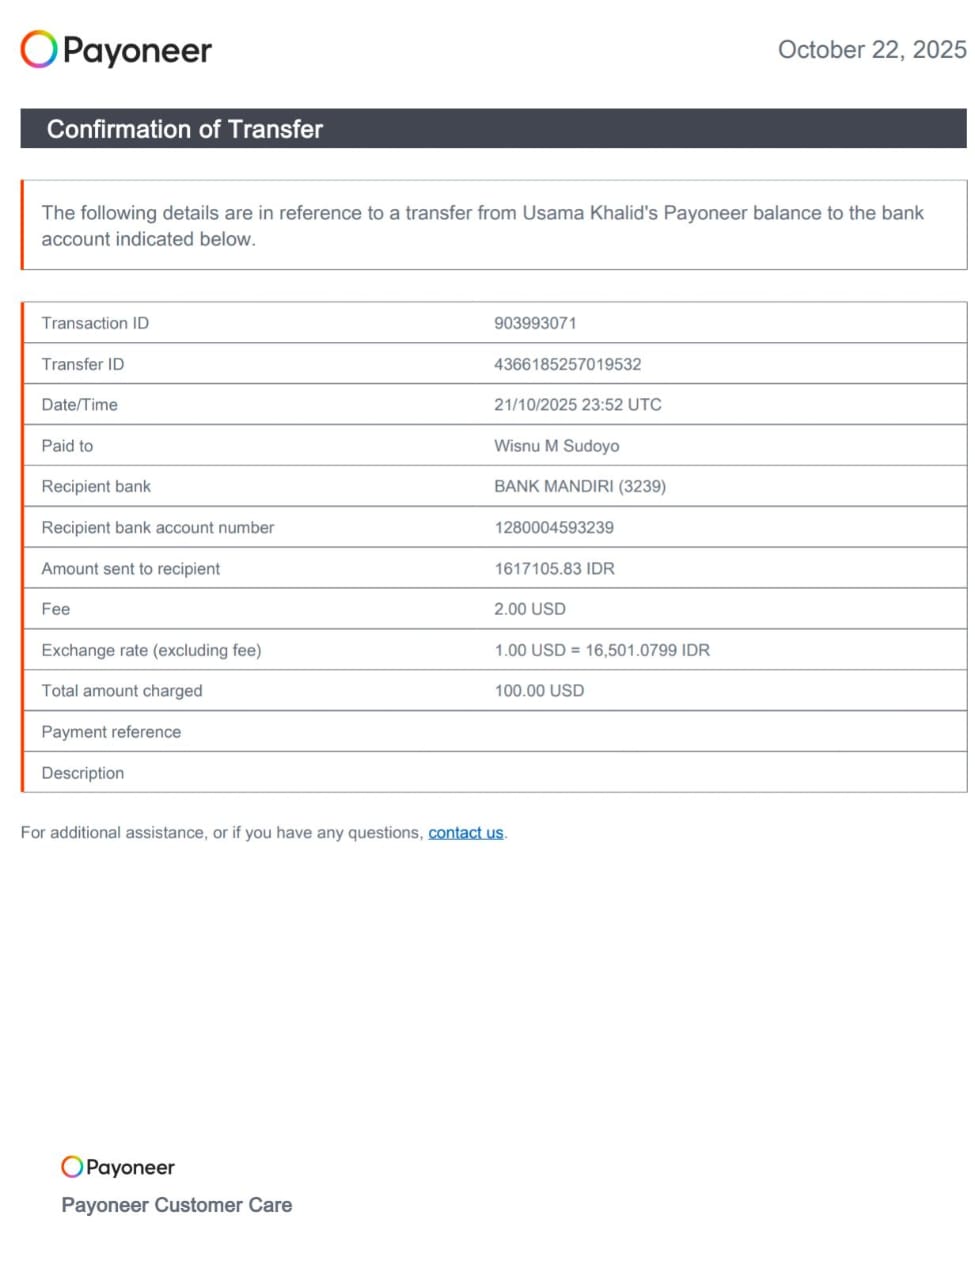 Payoneer
October 22, 2025
Confirmation of Transfer
The following details are in reference to a transfer from Usama Khalid's Payoneer balance to the bank
account indicated below.
Transaction ID 903993071
Transfer ID 4366185257019532
Date/Time 21/10/2025 23:52 UTC
Paid to Wisnu M Sudoyo
Recipient bank BANK MANDIRI (3239)
Recipient bank account number 1280004593239
Amount sent to recipient 1617105.83 IDR
Fee 2.00 USD
Exchange rate (excluding fee) 1.00 USD = 16,501.0799 IDR
Total amount charged 100.00 USD
Payment reference
Description
For additional assistance, or if you have any questions, contact us.
Payoneer
Payoneer Customer Care